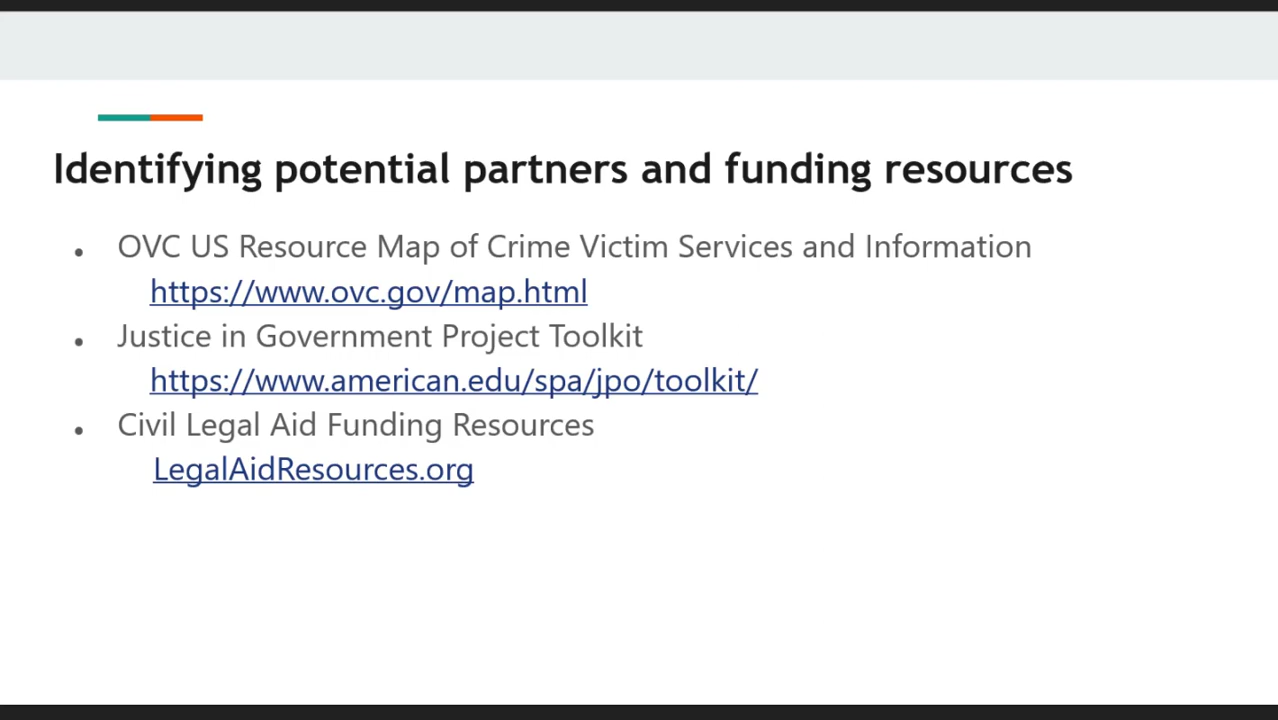 Identifying potential partners and funding resources
• OVC US Resource Map of Crime Victim Services and Information
https://www.ovc.gov/map.html
• Justice in Government Project Toolkit
https://www.american.edu/spa/jpo/toolkit/
• Civil Legal Aid Funding Resources
LegalAidResources.org